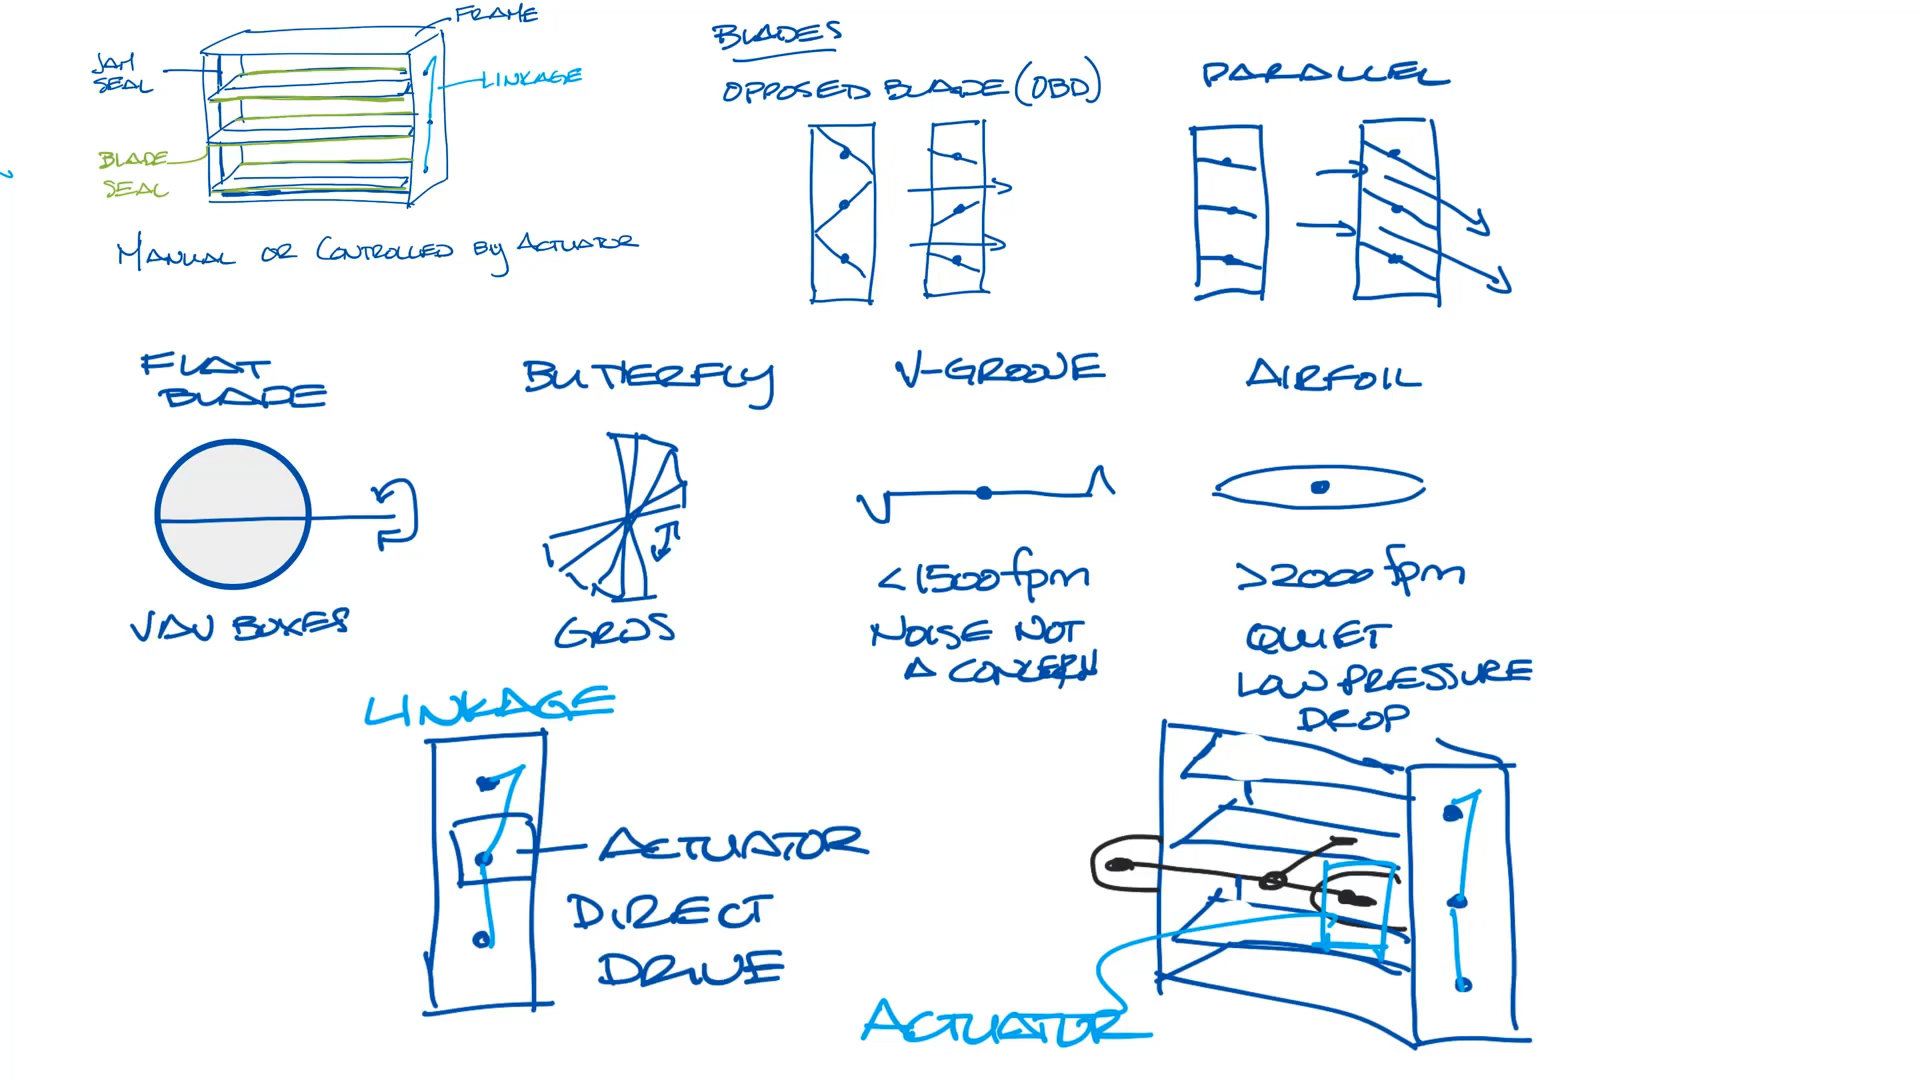 FRAME
JAM
SEAL
LINKAGE
BLADE
SEAL
MANUAL OR CONTROLLED BY ACTUATOR
BLADES
OPPOSED BLADE (OBD)
PARALLEL
FLAT
BLADE
VAV BOXES
BUTTERFLY
GRDS
V-GROOVE
<1500 fpm
NOISE NOT
A CONCERN
AIRFOIL
>2000 fpm
QUIET
LOW PRESSURE
DROP
LINKAGE
ACTUATOR
DIRECT
DRIVE
ACTUATOR